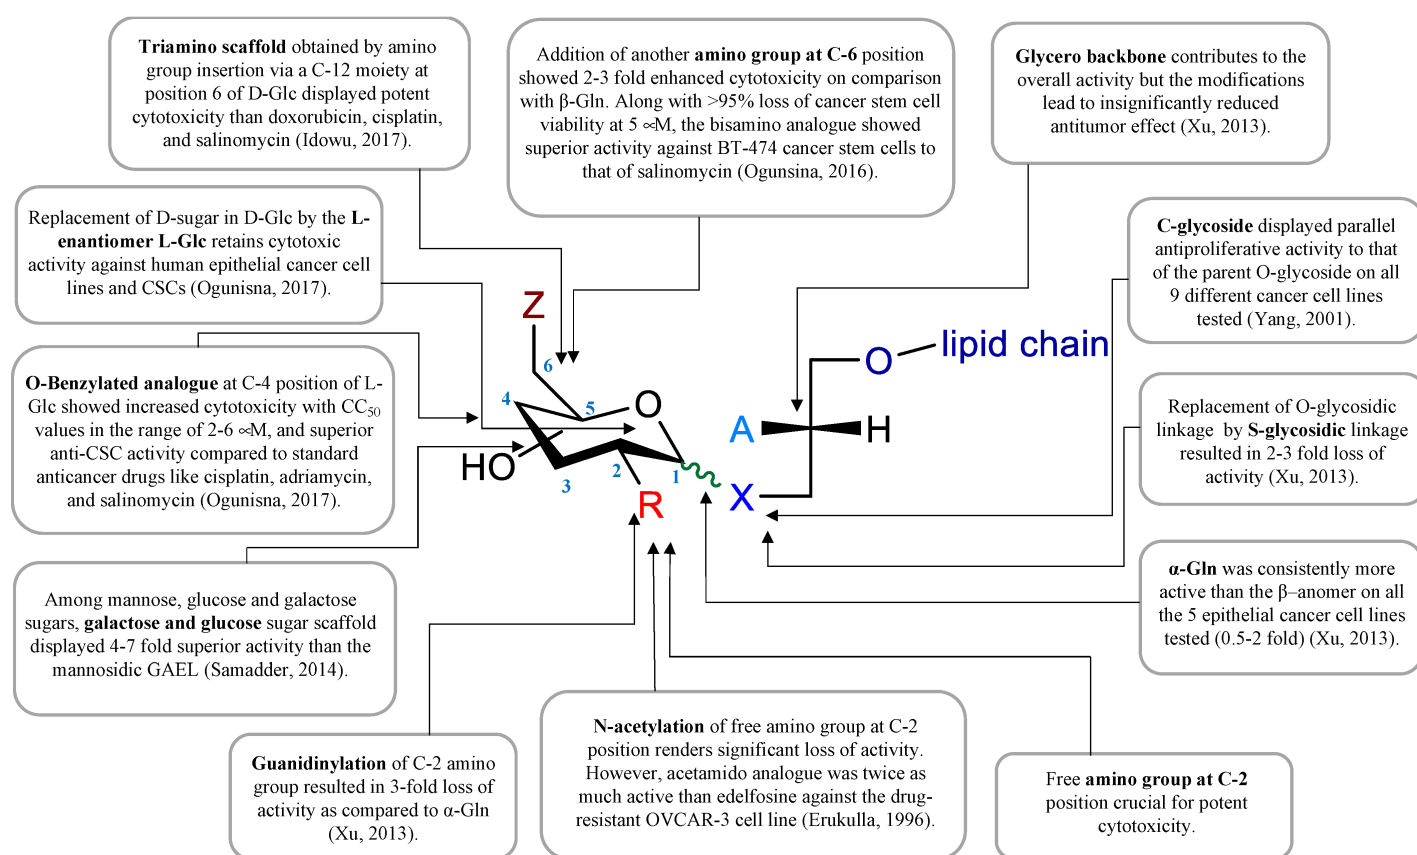 Triamino scaffold obtained by amino
group insertion via a C-12 moiety at
position 6 of D-Glc displayed potent
cytotoxicity than doxorubicin, cisplatin,
and salinomycin (Idowu, 2017).
Addition of another amino group at C-6 position
showed 2-3 fold enhanced cytotoxicity on comparison
with β-Gln. Along with >95% loss of cancer stem cell
viability at 5 ∝M, the bisamino analogue showed
superior activity against BT-474 cancer stem cells to
that of salinomycin (Ogunsina, 2016).
Glycero backbone contributes to the
overall activity but the modifications
lead to insignificantly reduced
antitumor effect (Xu, 2013).
Replacement of D-sugar in D-Glc by the L-
enantiomer L-Glc retains cytotoxic
activity against human epithelial cancer cell
lines and CSCs (Ogunisna, 2017).
C-glycoside displayed parallel
antiproliferative activity to that
of the parent O-glycoside on all
9 different cancer cell lines
tested (Yang, 2001).
O-Benzylated analogue at C-4 position of L-
Glc showed increased cytotoxicity with CC50
values in the range of 2-6 ∝M, and superior
anti-CSC activity compared to standard
anticancer drugs like cisplatin, adriamycin,
and salinomycin (Ogunisna, 2017).
Z
6
4
5
O
HO
3
2
1
R
X
A
H
O
lipid chain
Replacement of O-glycosidic
linkage by S-glycosidic linkage
resulted in 2-3 fold loss of
activity (Xu, 2013).
α-Gln was consistently more
active than the β–anomer on all
the 5 epithelial cancer cell lines
tested (0.5-2 fold) (Xu, 2013).
Among mannose, glucose and galactose
sugars, galactose and glucose sugar scaffold
displayed 4-7 fold superior activity than the
mannosidic GAEL (Samadder, 2014).
Guanidinylation of C-2 amino
group resulted in 3-fold loss of
activity as compared to α-Gln
(Xu, 2013).
N-acetylation of free amino group at C-2
position renders significant loss of activity.
However, acetamido analogue was twice as
much active than edelfosine against the drug-
resistant OVCAR-3 cell line (Erukulla, 1996).
Free amino group at C-2
position crucial for potent
cytotoxicity.